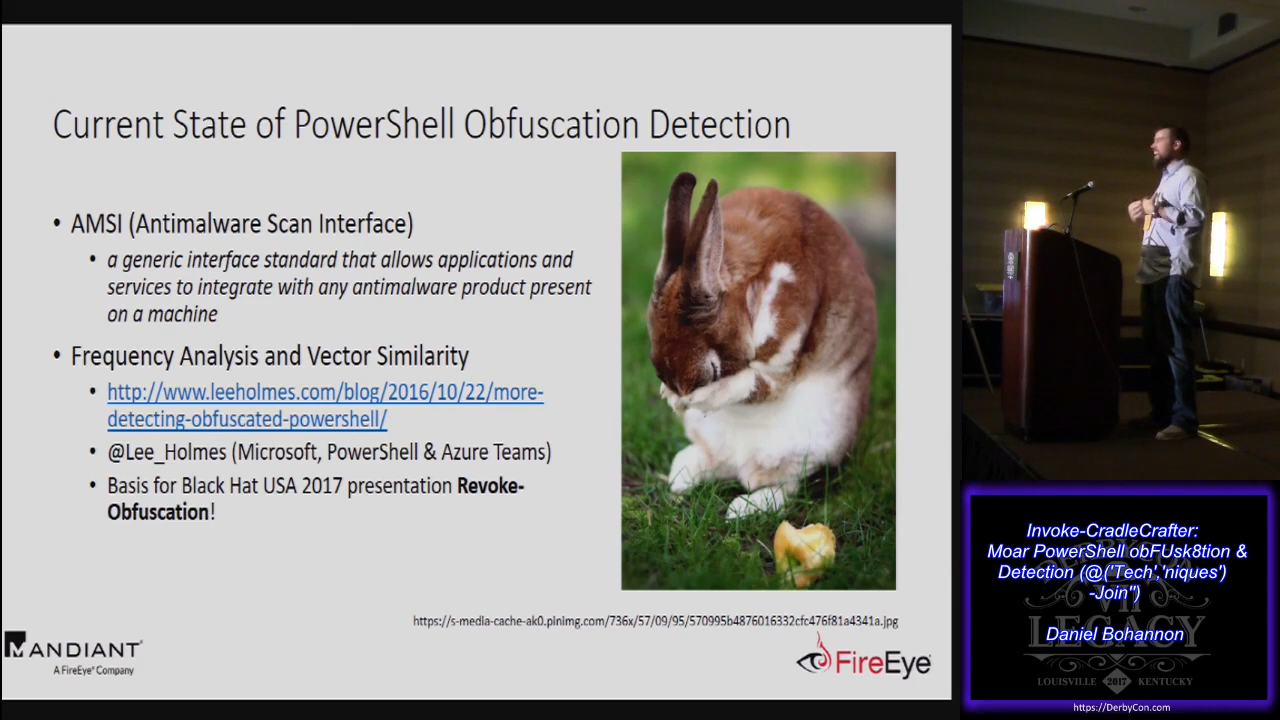 Current State of PowerShell Obfuscation Detection
• AMSI (Antimalware Scan Interface)
• a generic interface standard that allows applications and
services to integrate with any antimalware product present
on a machine
• Frequency Analysis and Vector Similarity
• http://www.leeholmes.com/blog/2016/10/22/more-
detecting-obfuscated-powershell/
• @Lee_Holmes (Microsoft, PowerShell & Azure Teams)
• Basis for Black Hat USA 2017 presentation Revoke-
Obfuscation!
https://s-media-cache-ak0.pinimg.com/736x/57/09/95/570995b4876016332cfc476f81a4341a.jpg
MANDIANT
A FireEye® Company
FireEye
Invoke-CradleCrafter:
Moar PowerShell obFUsk8tion &
Detection (@('Tech','niques')
-Join'')
Daniel Bohannon
LEGACY
LOUISVILLE 2017 KENTUCKY
https://DerbyCon.com